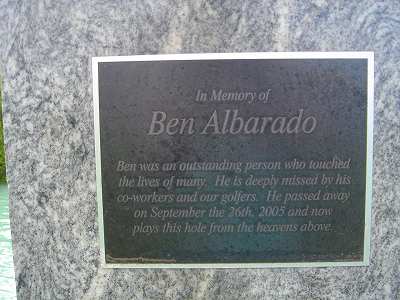 In Memory of
Ben Albarado
Ben was an outstanding person who touched
the lives of many. He is deeply missed by his
co-workers and our golfers. He passed away
on September the 26th, 2005 and now
plays this hole from the heavens above.